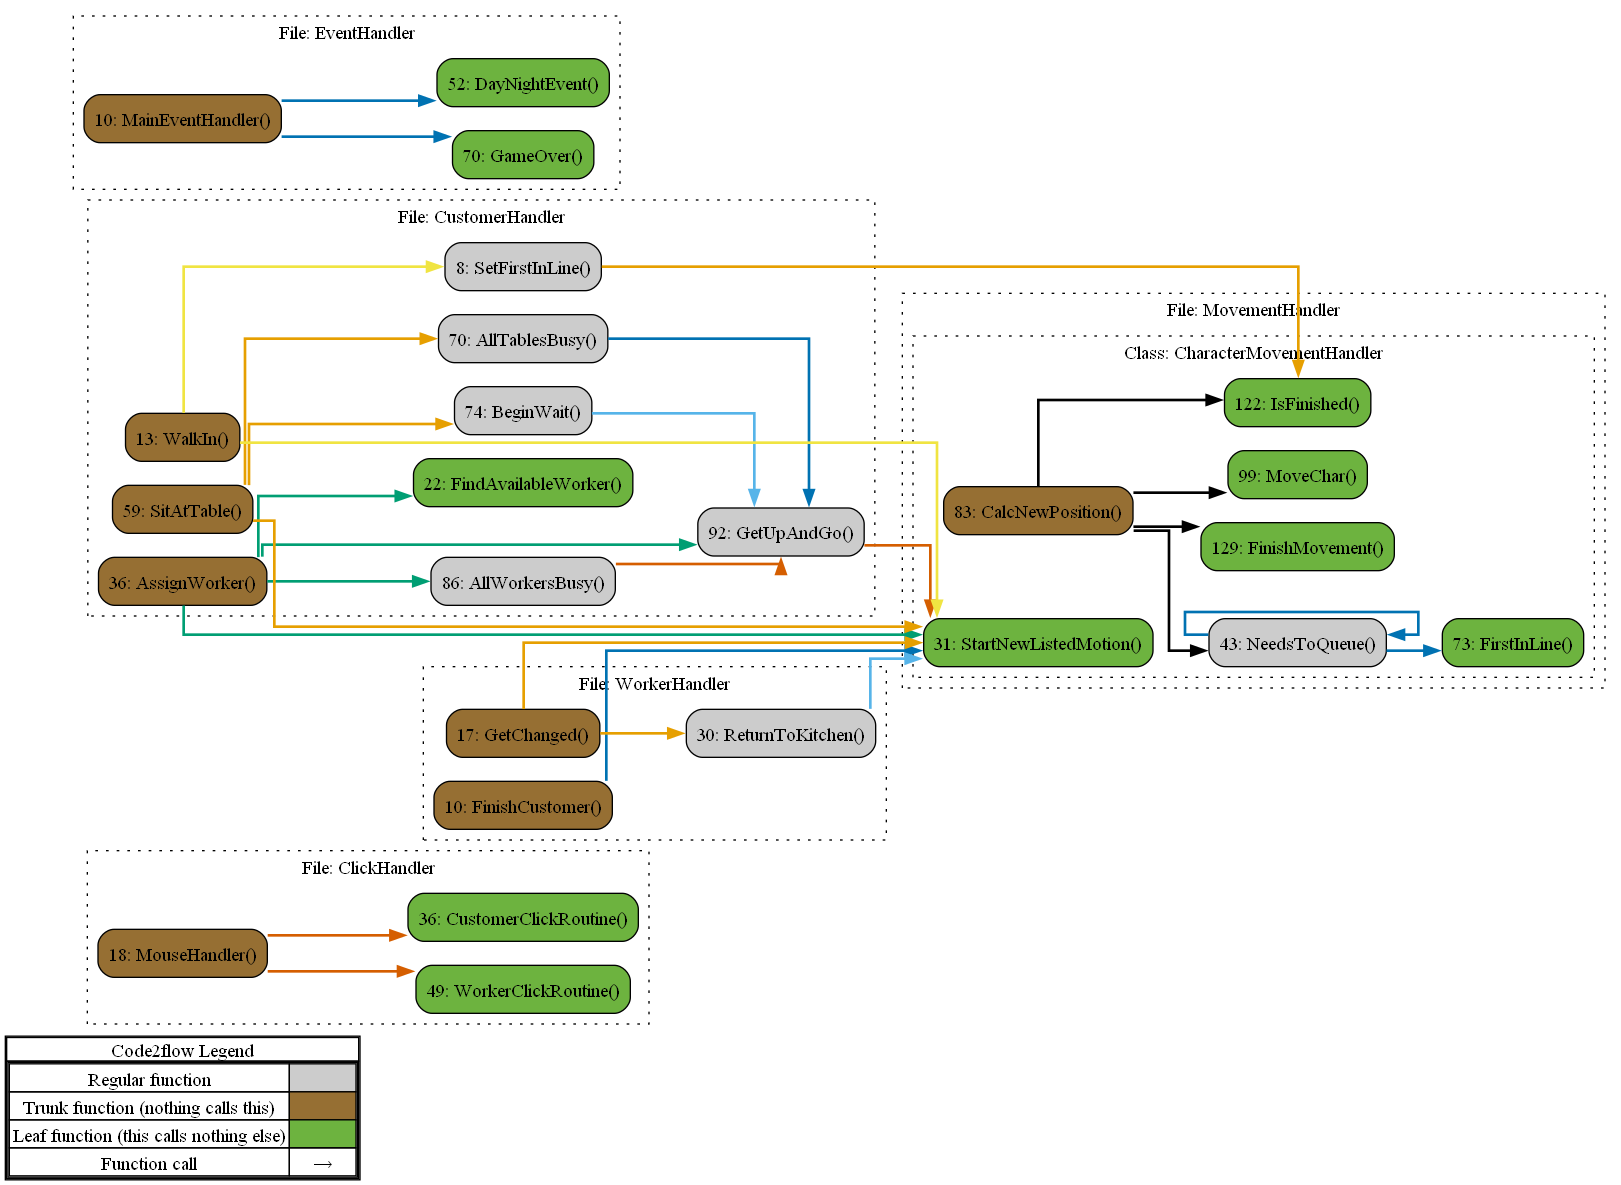 File: EventHandler
52: DayNightEvent()
10: MainEventHandler()
70: GameOver()
File: CustomerHandler
8: SetFirstInLine()
70: AllTablesBusy()
74: BeginWait()
13: WalkIn()
22: FindAvailableWorker()
59: SitAtTable()
92: GetUpAndGo()
36: AssignWorker()
86: AllWorkersBusy()
File: MovementHandler
Class: CharacterMovementHandler
122: IsFinished()
99: MoveChar()
83: CalcNewPosition()
129: FinishMovement()
31: StartNewListedMotion()
43: NeedsToQueue()
73: FirstInLine()
File: WorkerHandler
17: GetChanged()
30: ReturnToKitchen()
10: FinishCustomer()
File: ClickHandler
36: CustomerClickRoutine()
18: MouseHandler()
49: WorkerClickRoutine()
Code2flow Legend
Regular function
Trunk function (nothing calls this)
Leaf function (this calls nothing else)
Function call →